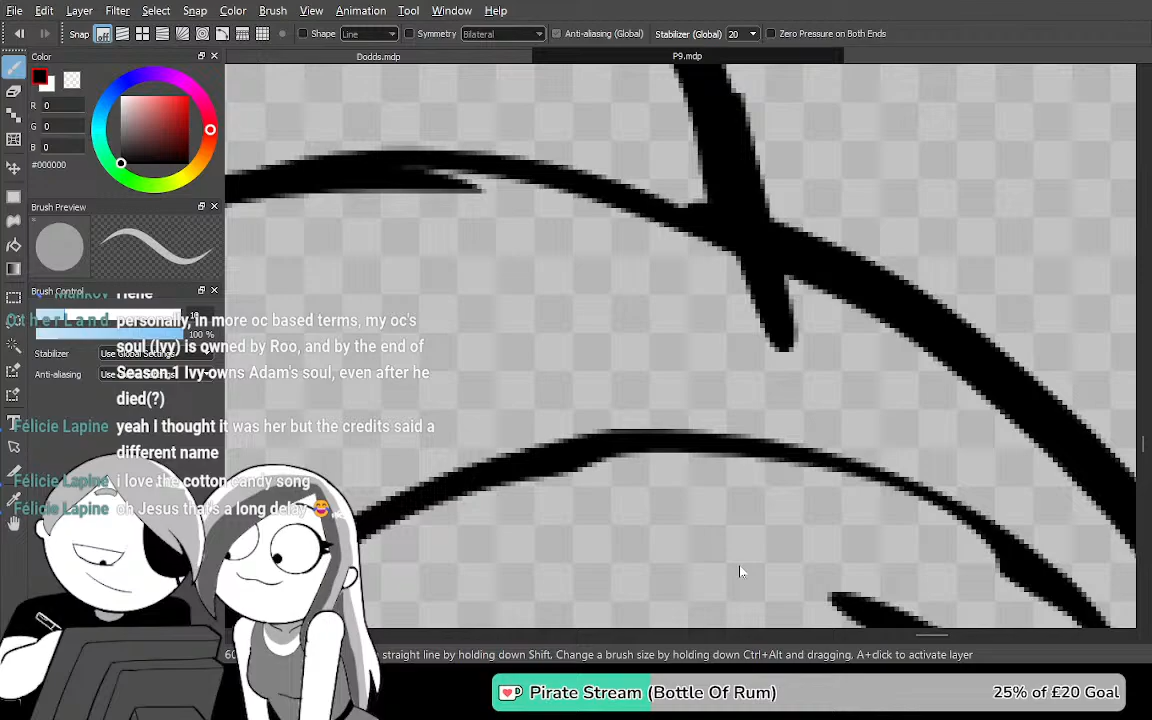 File Edit Layer Filter Select Snap Color Brush View Animation Tool Window Help
Snap off Shape Line Symmetry Bilateral Anti-aliasing (Global) Stabilizer (Global) 20 Zero Pressure on Both Ends
Color Dodds.mdp P9.mdp
R 0
G 0
B 0
#000000
Brush Preview
Brush Control
OtherLand personally, in more oc based terms, my oc's
soul (Ivy) is owned by Roo, and by the end of
100 %
Stabilizer Use Global Settings
Season 1 Ivy owns Adam's soul, even after he
Anti-aliasing
died(?)
Félicie Lapine yeah I thought it was her but the credits said a
different name
Félicie Lapine i love the cotton candy song
Félicie Lapine oh Jesus that's a long delay
straight line by holding down Shift. Change a brush size by holding down Ctrl+Alt and dragging, A+click to activate layer
Pirate Stream (Bottle Of Rum) 25% of £20 Goal